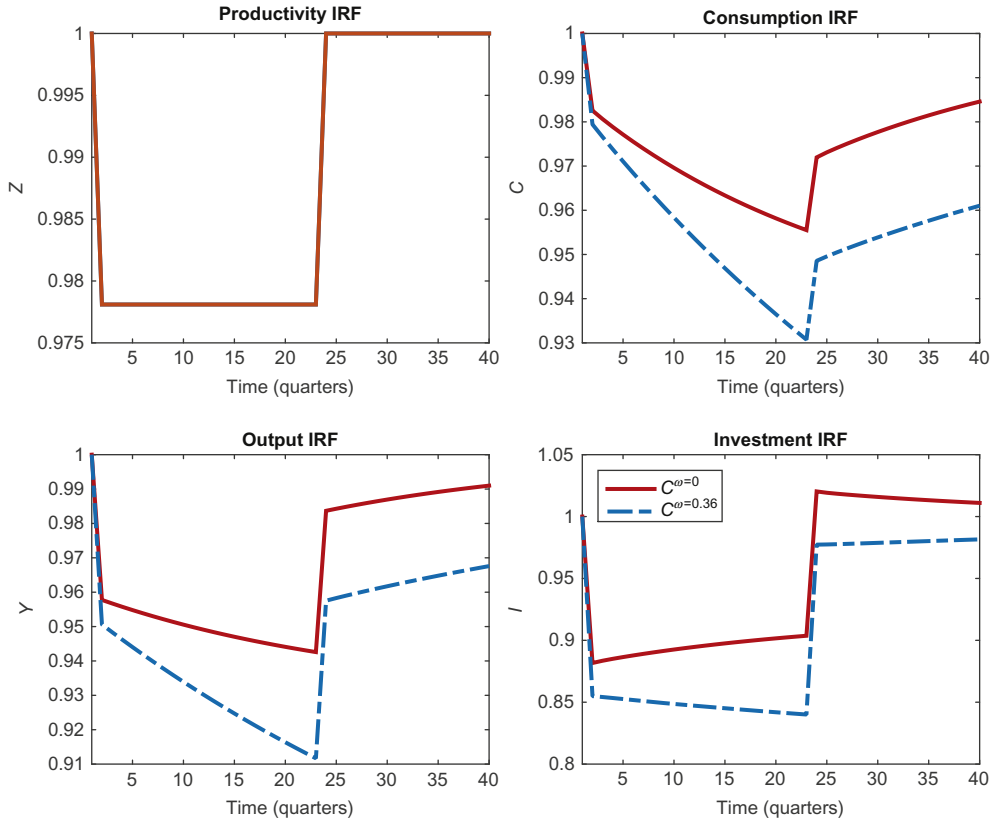 Productivity IRF
1
0.995
0.99
0.985
0.98
0.975
Z
5 10 15 20 25 30 35 40
Time (quarters)
Consumption IRF
1
0.99
0.98
0.97
0.96
0.95
0.94
0.93
C
5 10 15 20 25 30 35 40
Time (quarters)
Output IRF
1
0.99
0.98
0.97
0.96
0.95
0.94
0.93
0.92
0.91
Y
5 10 15 20 25 30 35 40
Time (quarters)
Investment IRF
1.05
1
0.95
0.9
0.85
0.8
I
C^ω=0
C^ω=0.36
5 10 15 20 25 30 35 40
Time (quarters)